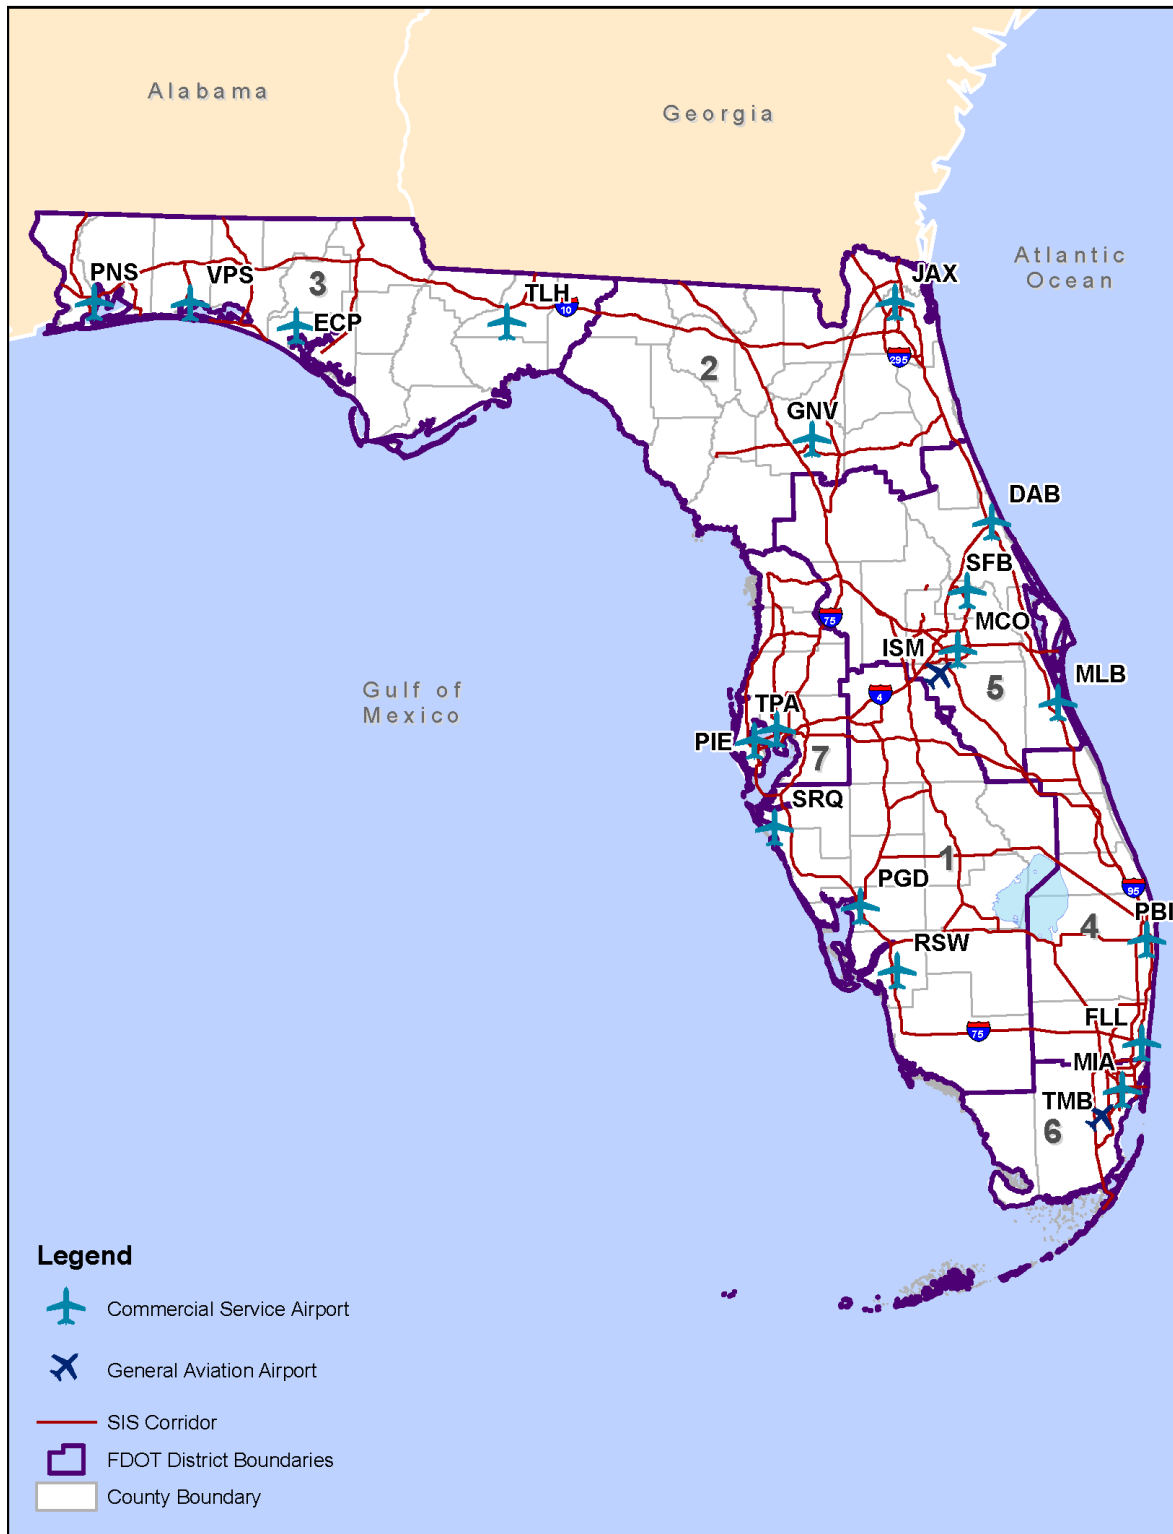 Alabama
Georgia
Atlantic
Ocean
PNS
VPS
3
ECP
TLH
10
JAX
295
2
GNV
DAB
SFB
75
MCO
ISM
5
MLB
4
Gulf of
Mexico
TPA
PIE
7
SRQ
1
PGD
95
PBI
4
RSW
FLL
75
MIA
TMB
6
Legend
Commercial Service Airport
General Aviation Airport
SIS Corridor
FDOT District Boundaries
County Boundary